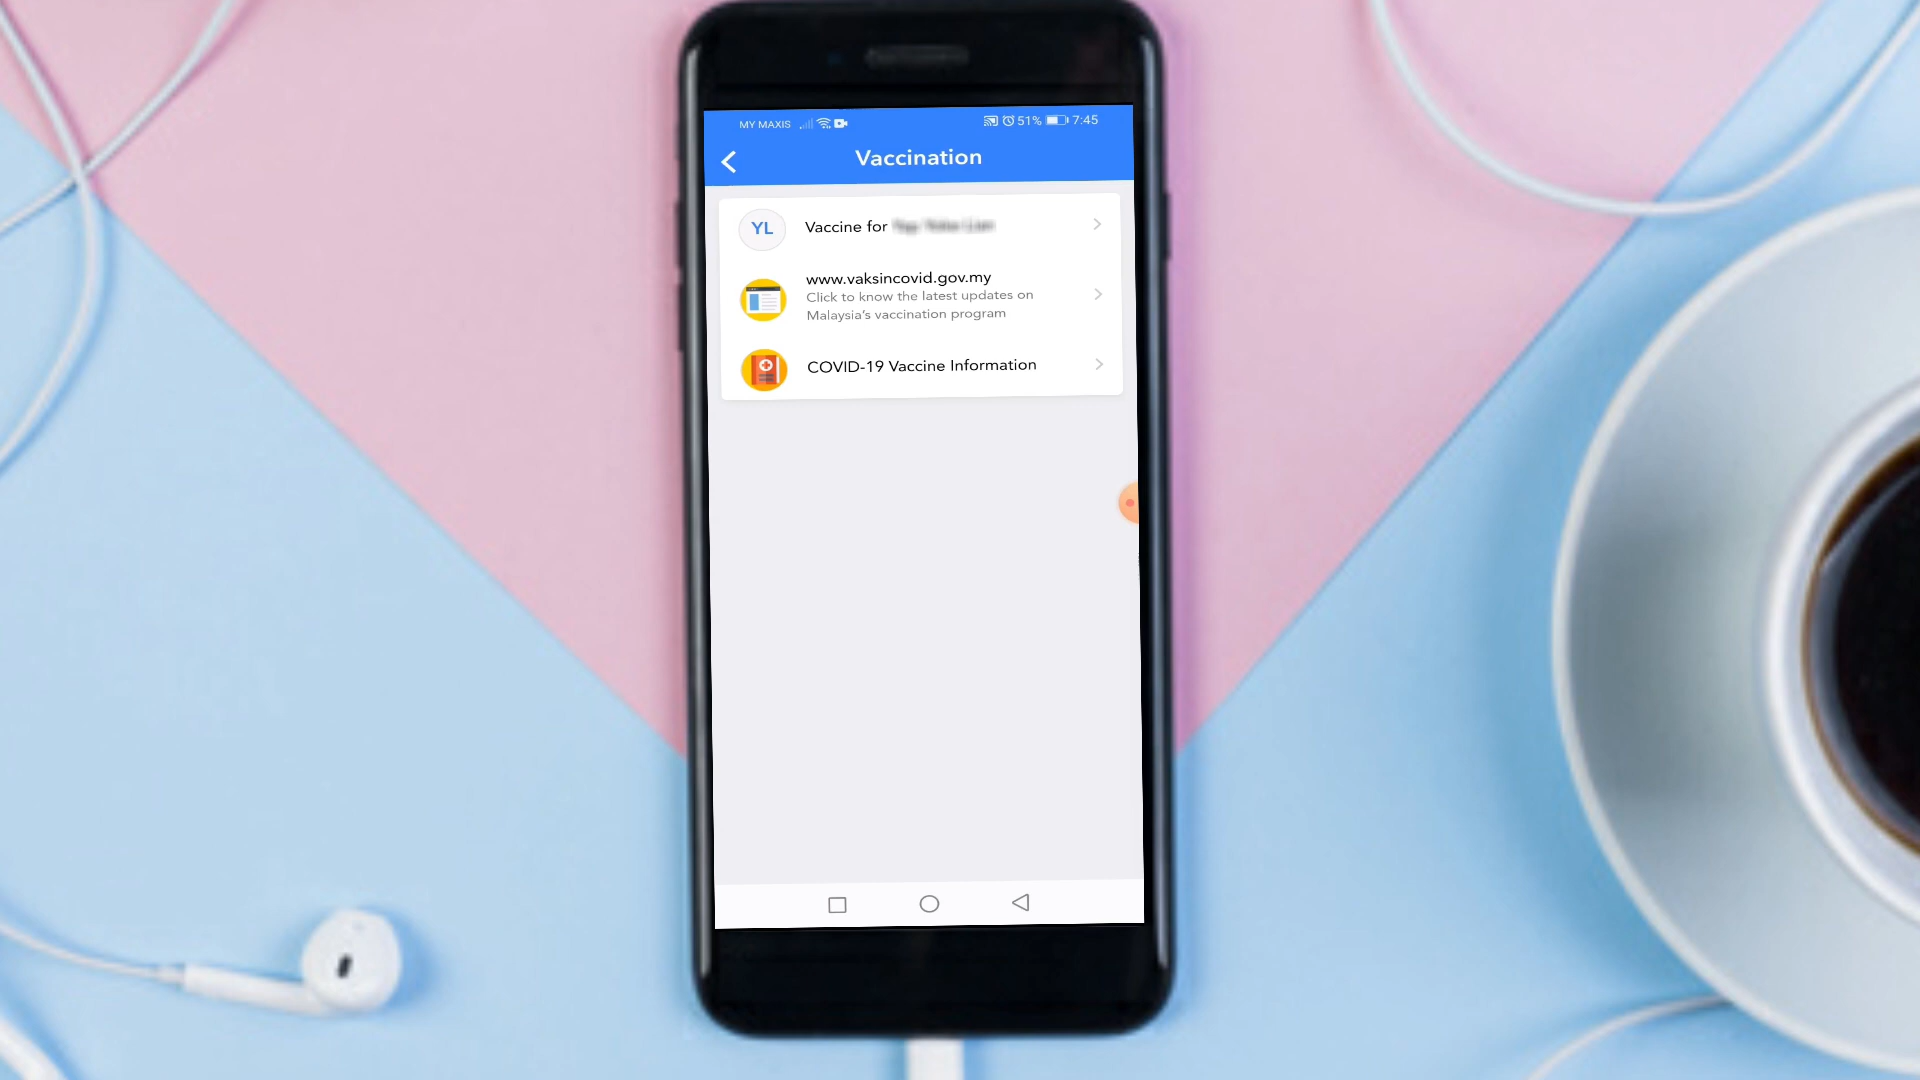 MY MAXIS 51% 7:45
Vaccination
YL
Vaccine for
www.vaksincovid.gov.my
Click to know the latest updates on
Malaysia's vaccination program
COVID-19 Vaccine Information